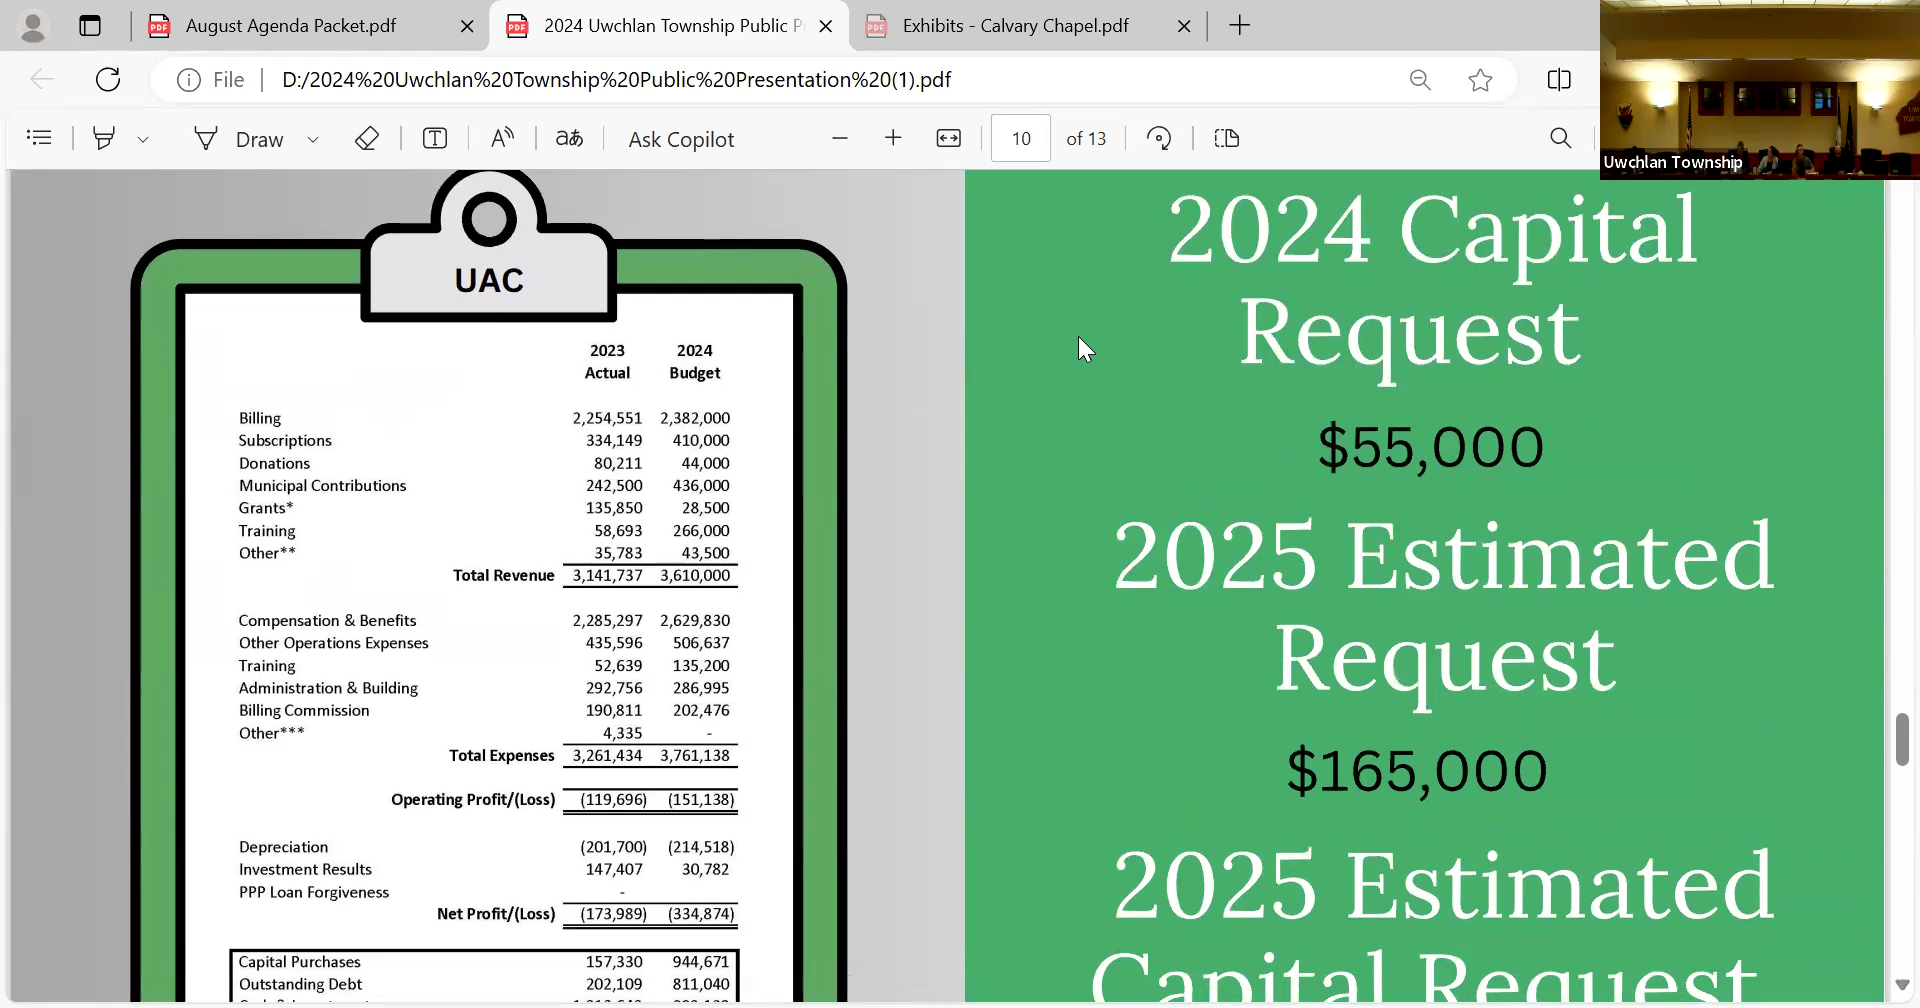 August Agenda Packet.pdf
2024 Uwchlan Township Public P
Exhibits - Calvary Chapel.pdf
File
D:/2024%20Uwchlan%20Township%20Public%20Presentation%20(1).pdf
Draw
Ask Copilot
10 of 13
Uwchlan Township
UAC
2023 2024
Actual Budget
Billing 2,254,551 2,382,000
Subscriptions 334,149 410,000
Donations 80,211 44,000
Municipal Contributions 242,500 436,000
Grants* 135,850 28,500
Training 58,693 266,000
Other** 35,783 43,500
Total Revenue 3,141,737 3,610,000
Compensation & Benefits 2,285,297 2,629,830
Other Operations Expenses 435,596 506,637
Training 52,639 135,200
Administration & Building 292,756 286,995
Billing Commission 190,811 202,476
Other*** 4,335 -
Total Expenses 3,261,434 3,761,138
Operating Profit/(Loss) (119,696) (151,138)
Depreciation (201,700) (214,518)
Investment Results 147,407 30,782
PPP Loan Forgiveness -
Net Profit/(Loss) (173,989) (334,874)
Capital Purchases 157,330 944,671
Outstanding Debt 202,109 811,040
2024 Capital
Request
$55,000
2025 Estimated
Request
$165,000
2025 Estimated
Capital Request